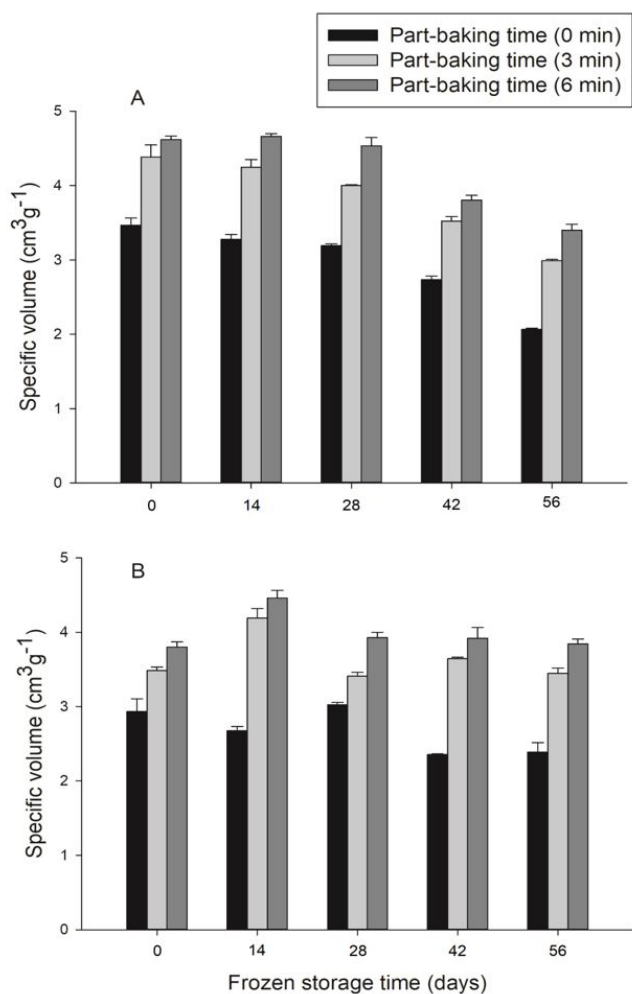 Part-baking time (0 min)
Part-baking time (3 min)
Part-baking time (6 min)
A
Specific volume (cm³g⁻¹)
5
4
3
2
1
0
0 14 28 42 56
B
Specific volume (cm³g⁻¹)
5
4
3
2
1
0
0 14 28 42 56
Frozen storage time (days)